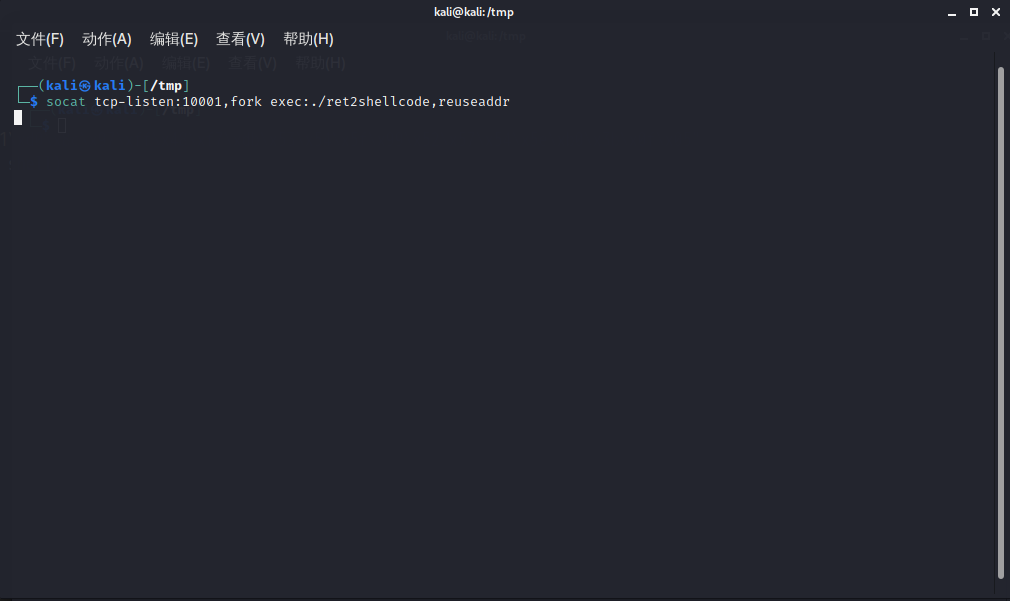 kali@kali: /tmp
文件(F) 动作(A) 编辑(E) 查看(V) 帮助(H)
┌──(kali㉿kali)-[/tmp]
└─$ socat tcp-listen:10001,fork exec:./ret2shellcode,reuseaddr